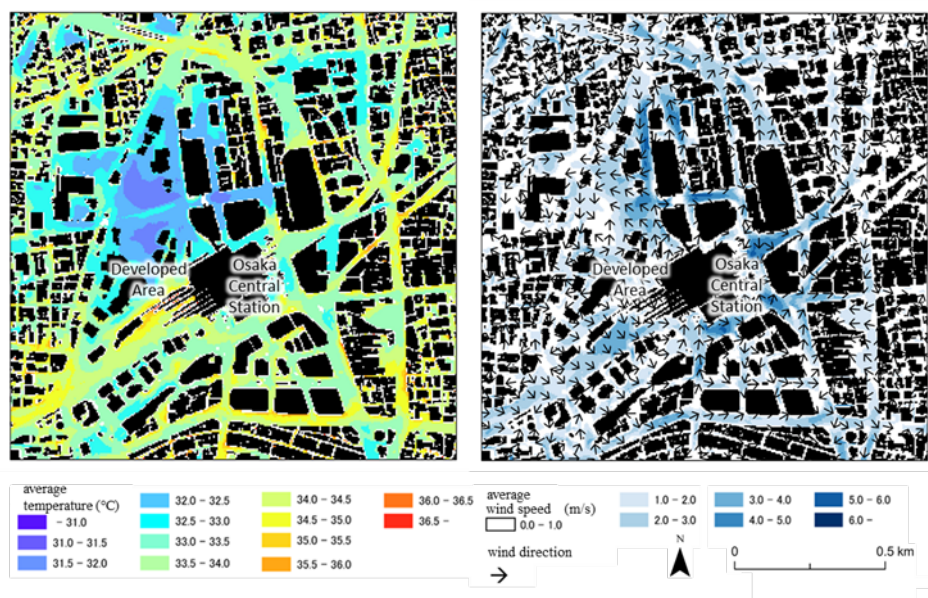 Developed
Area
Osaka
Central
Station
Developed
Area
Osaka
Central
Station
average
temperature (°C)
- 31.0
31.0 - 31.5
31.5 - 32.0
32.0 - 32.5
32.5 - 33.0
33.0 - 33.5
33.5 - 34.0
34.0 - 34.5
34.5 - 35.0
35.0 - 35.5
35.5 - 36.0
36.0 - 36.5
36.5 -
average
wind speed (m/s)
0.0 - 1.0
wind direction
1.0 - 2.0
2.0 - 3.0
3.0 - 4.0
4.0 - 5.0
5.0 - 6.0
6.0 -
N
0 0.5 km